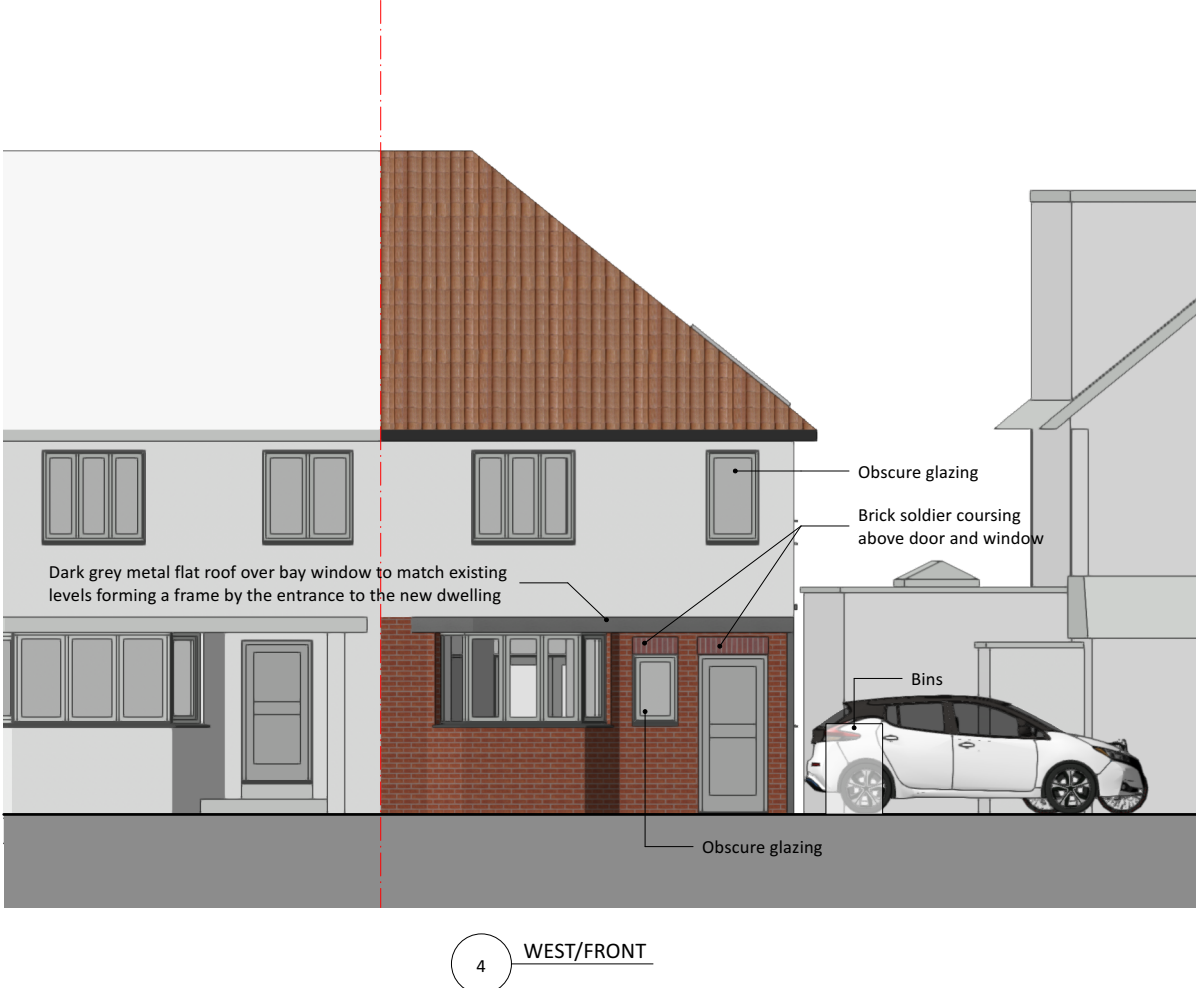 Obscure glazing
Brick soldier coursing
above door and window
Dark grey metal flat roof over bay window to match existing
levels forming a frame by the entrance to the new dwelling
Bins
Obscure glazing
4
WEST/FRONT